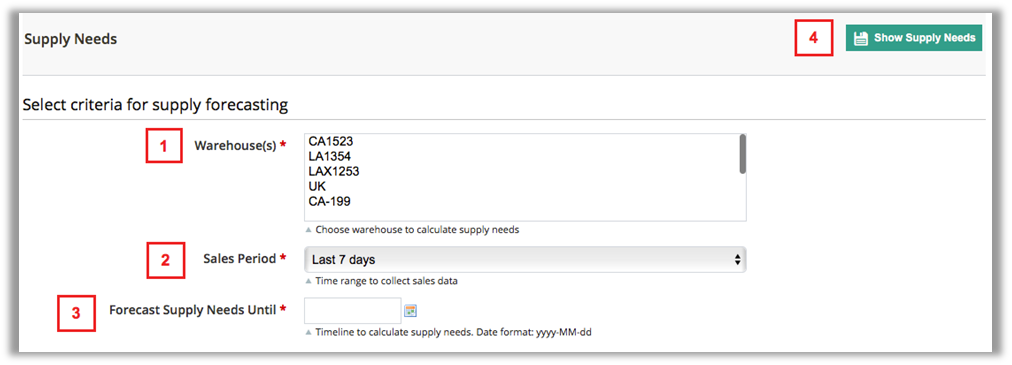 Supply Needs
4
Show Supply Needs
Select criteria for supply forecasting
1
Warehouse(s) *
CA1523
LA1354
LAX1253
UK
CA-199
Choose warehouse to calculate supply needs
2
Sales Period *
Last 7 days
Time range to collect sales data
3
Forecast Supply Needs Until *
Timeline to calculate supply needs. Date format: yyyy-MM-dd